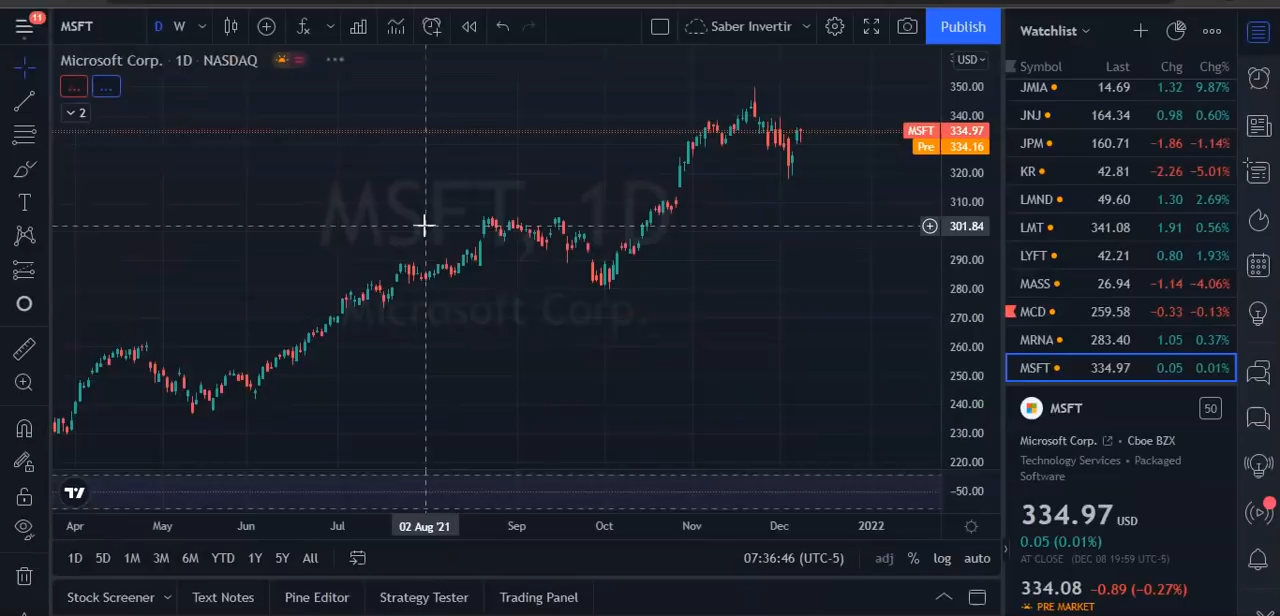 11
MSFT D W Saber Invertir Publish
Microsoft Corp. · 1D · NASDAQ
... ...
2
MSFT, 1D
Microsoft Corp.
USD
350.00
340.00
MSFT 334.97
Pre 334.16
320.00
310.00
301.84
290.00
280.00
270.00
260.00
250.00
240.00
230.00
220.00
−50.00
Apr May Jun Jul 02 Aug '21 Sep Oct Nov Dec 2022
1D 5D 1M 3M 6M YTD 1Y 5Y All 07:36:46 (UTC-5) adj % log auto
Stock Screener Text Notes Pine Editor Strategy Tester Trading Panel
Watchlist
Symbol Last Chg Chg%
JMIA 14.69 1.32 9.87%
JNJ 164.34 0.98 0.60%
JPM 160.71 −1.86 −1.14%
KR 42.81 −2.26 −5.01%
LMND 49.60 1.30 2.69%
LMT 341.08 1.91 0.56%
LYFT 42.21 0.80 1.93%
MASS 26.94 −1.14 −4.06%
MCD 259.58 −0.33 −0.13%
MRNA 283.40 1.05 0.37%
MSFT 334.97 0.05 0.01%
MSFT 50
Microsoft Corp. • Cboe BZX
Technology Services • Packaged
Software
334.97 USD
0.05 (0.01%)
AT CLOSE (DEC 08 19:59 UTC-5)
334.08 −0.89 (−0.27%)
PRE MARKET